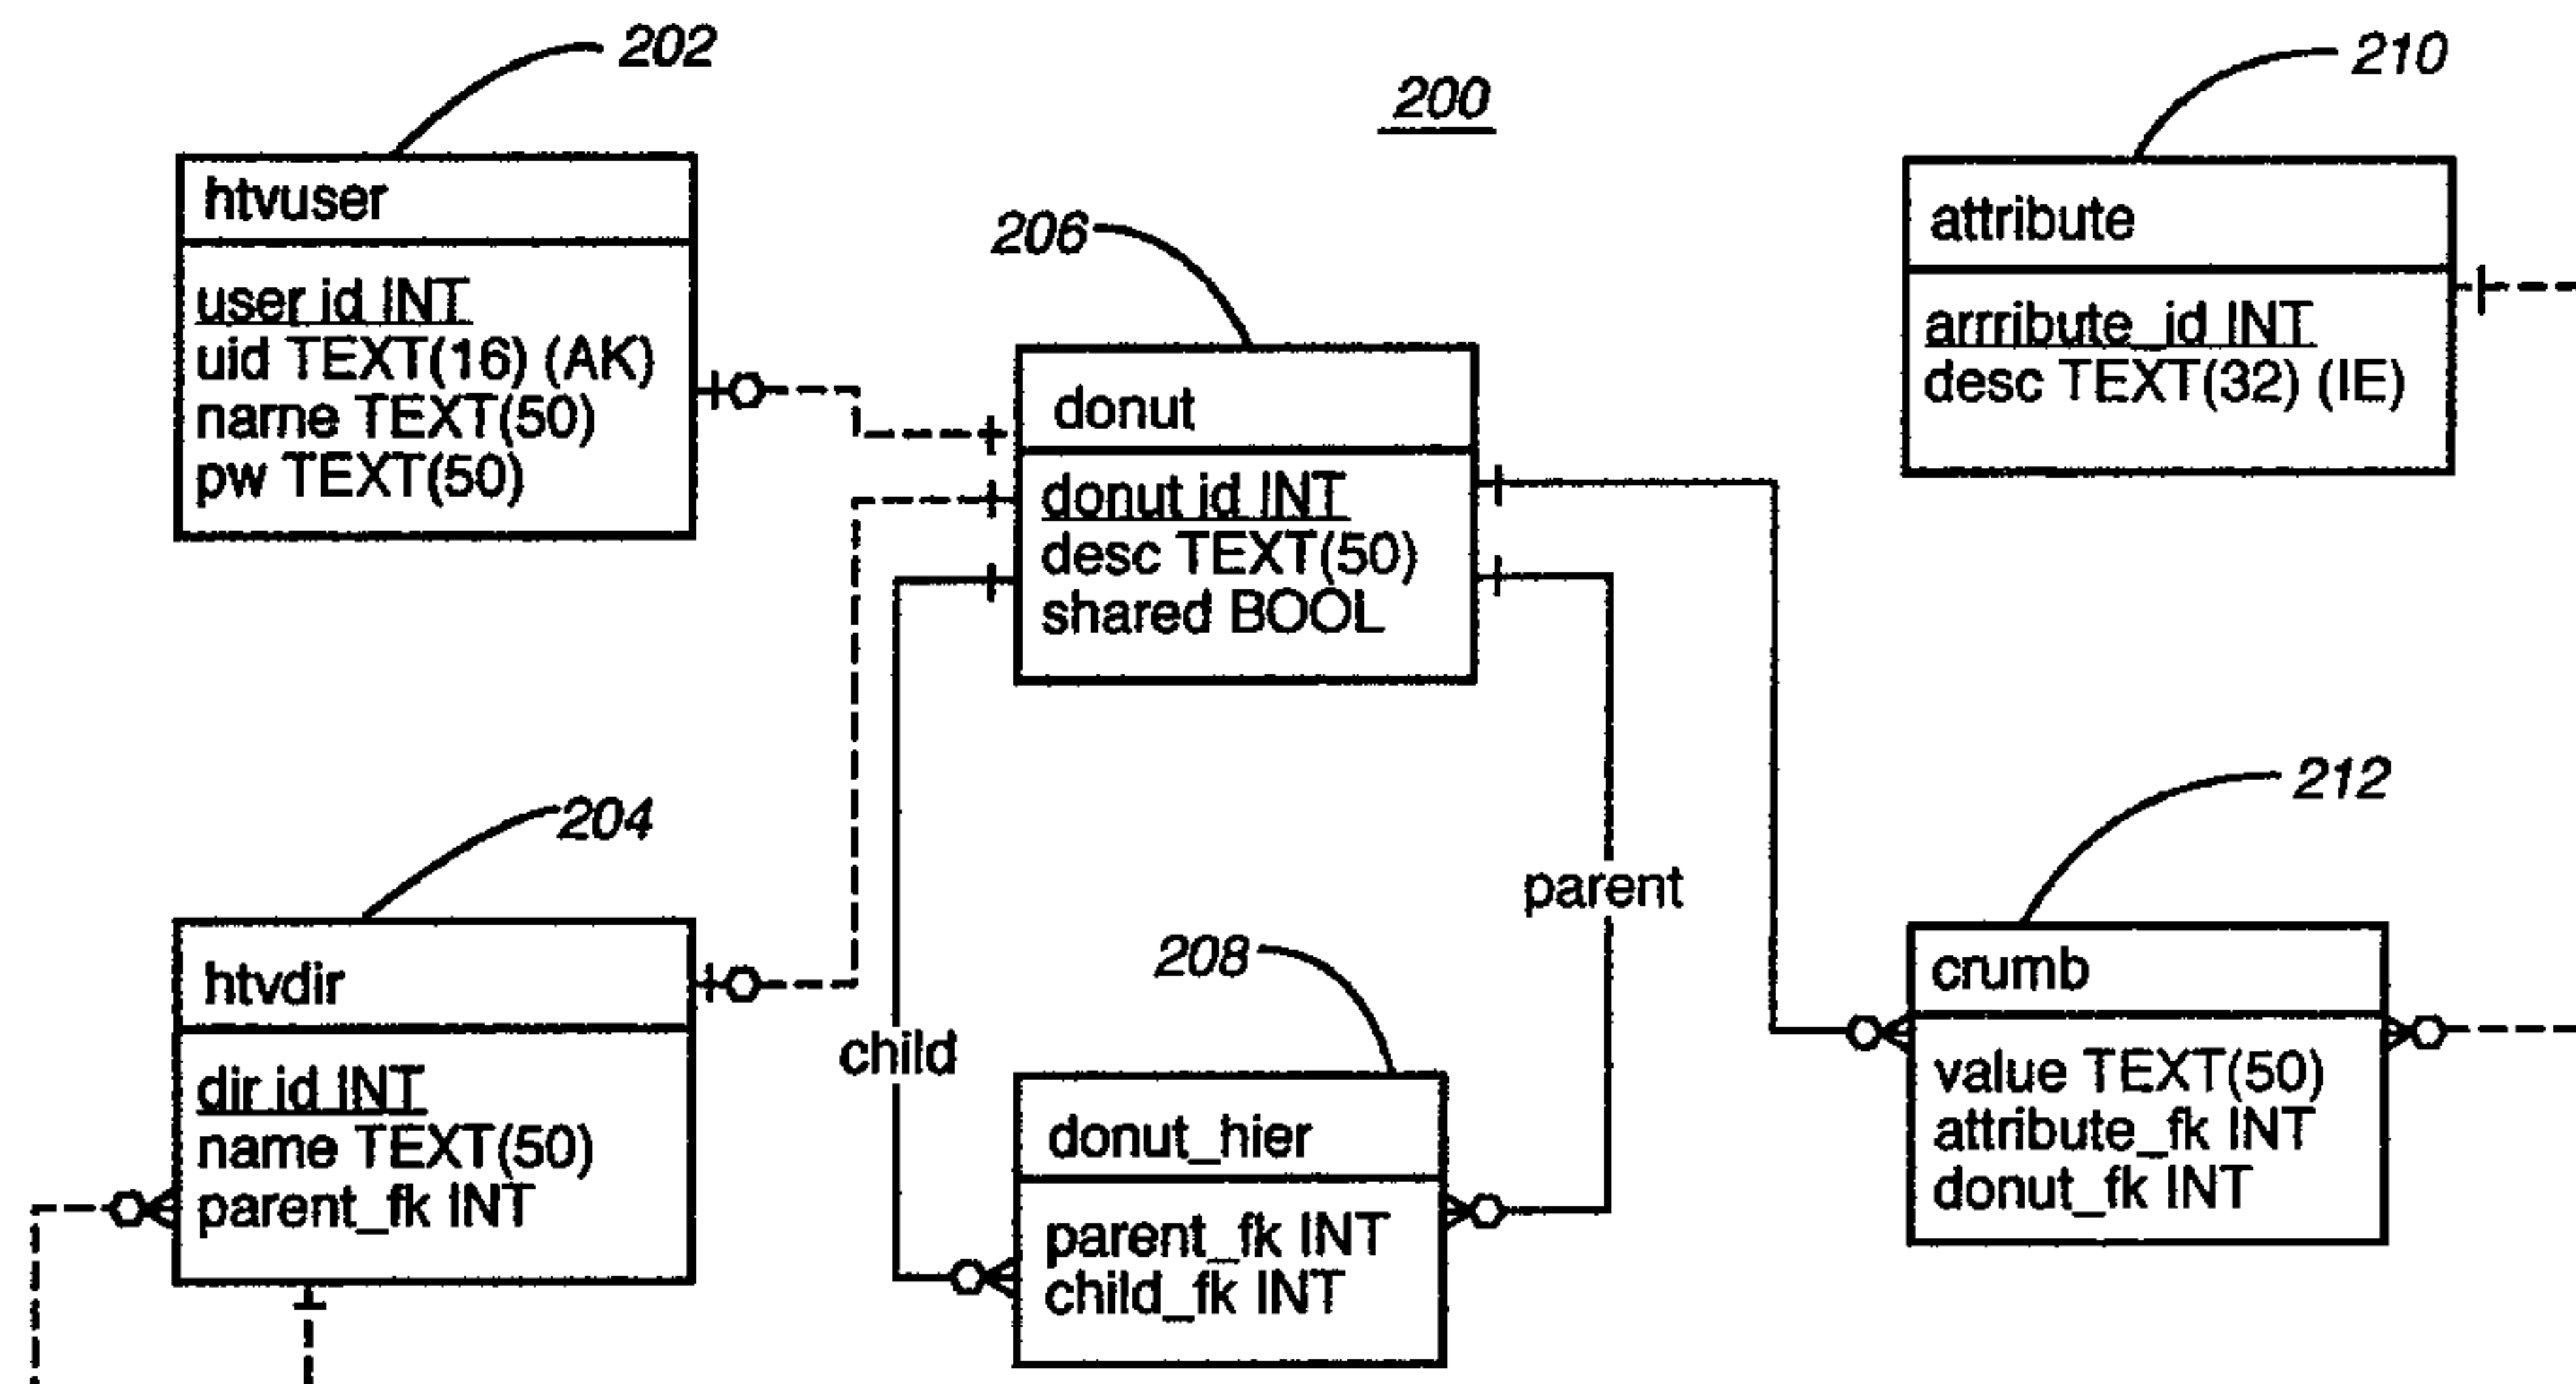 202
htvuser
user id INT
uid TEXT(16) (AK)
name TEXT(50)
pw TEXT(50)
200
206
donut
donut id INT
desc TEXT(50)
shared BOOL
210
attribute
arrribute_id INT
desc TEXT(32) (IE)
204
htvdir
dir id INT
name TEXT(50)
parent_fk INT
child
parent
208
donut_hier
parent_fk INT
child_fk INT
212
crumb
value TEXT(50)
attribute_fk INT
donut_fk INT